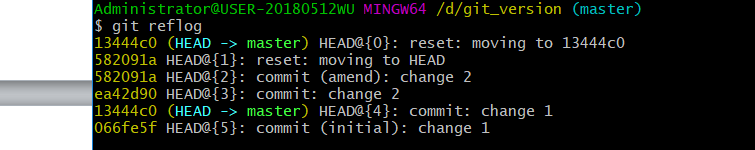 Administrator@USER-20180512WU MINGW64 /d/git_version (master)
$ git reflog
13444c0 (HEAD -> master) HEAD@{0}: reset: moving to 13444c0
582091a HEAD@{1}: reset: moving to HEAD
582091a HEAD@{2}: commit (amend): change 2
ea42d90 HEAD@{3}: commit: change 2
13444c0 (HEAD -> master) HEAD@{4}: commit: change 1
066fe5f HEAD@{5}: commit (initial): change 1